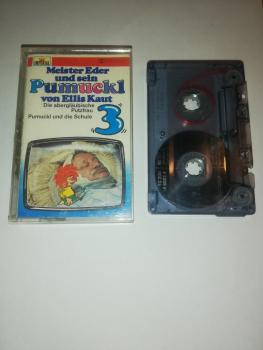 Meister Eder
und sein
Pumuckl
von Ellis Kaut
Die abergläubische
Putzfrau
Pumuckl und die Schule
"3"